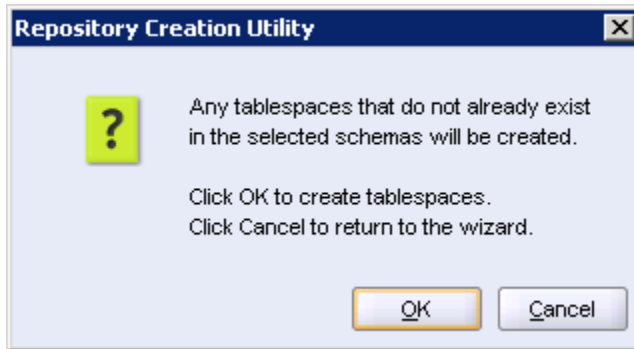 Repository Creation Utility
?
Any tablespaces that do not already exist
in the selected schemas will be created.
Click OK to create tablespaces.
Click Cancel to return to the wizard.
OK
Cancel